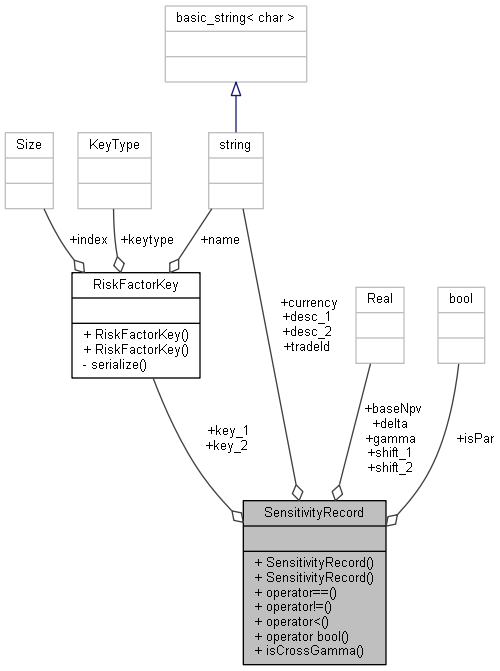 basic_string< char >
Size
KeyType
string
+index
+keytype
+name
RiskFactorKey
+ RiskFactorKey()
+ RiskFactorKey()
- serialize()
Real
bool
+currency
+desc_1
+desc_2
+tradeId
+key_1
+key_2
+baseNpv
+delta
+gamma
+shift_1
+shift_2
+isPar
SensitivityRecord
+ SensitivityRecord()
+ SensitivityRecord()
+ operator==()
+ operator!=()
+ operator<()
+ operator bool()
+ isCrossGamma()